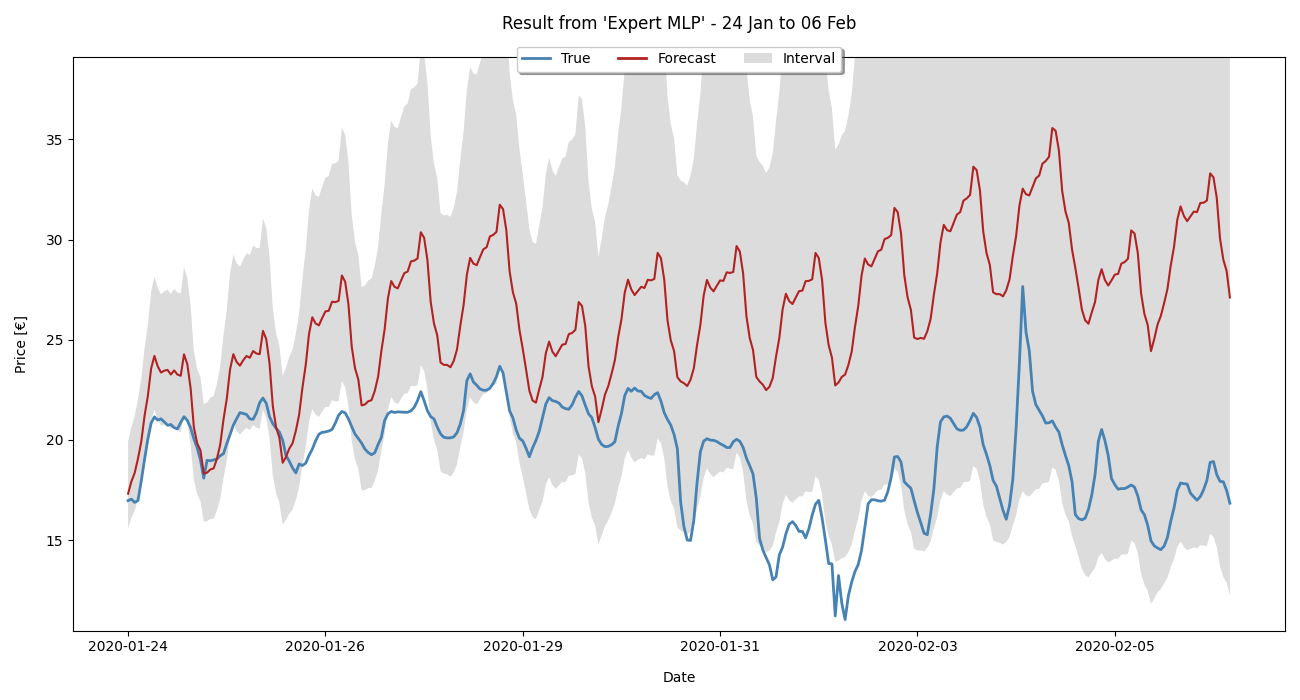 Result from 'Expert MLP' - 24 Jan to 06 Feb
True Forecast Interval
Price [€]
35
30
25
20
15
2020-01-24 2020-01-26 2020-01-29 2020-01-31 2020-02-03 2020-02-05
Date